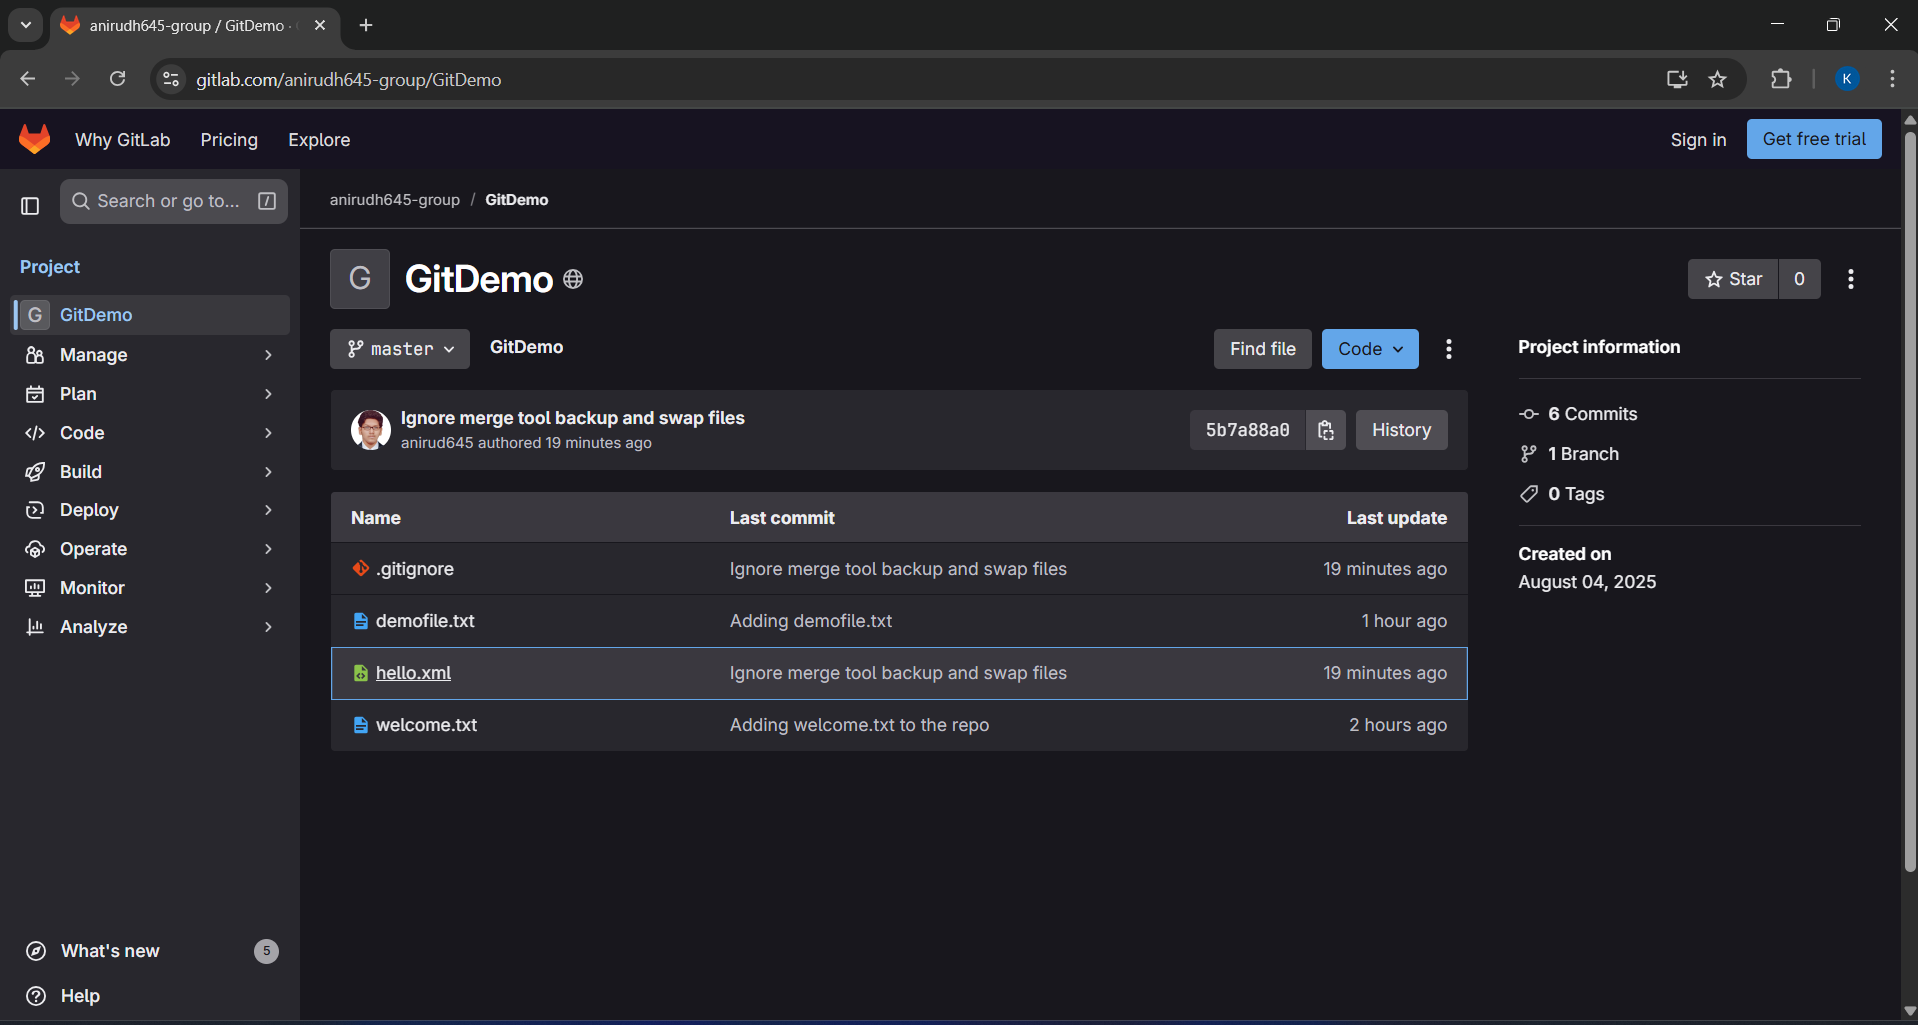 anirudh645-group / GitDemo ·
gitlab.com/anirudh645-group/GitDemo
K
Why GitLab Pricing Explore Sign in Get free trial
Search or go to... /
anirudh645-group / GitDemo
Project
G GitDemo
G GitDemo
Star 0
Manage
Plan
Code
Build
Deploy
Operate
Monitor
Analyze
What's new 5
Help
master GitDemo Find file Code
Ignore merge tool backup and swap files
anirud645 authored 19 minutes ago
5b7a88a0 History
Name Last commit Last update
.gitignore Ignore merge tool backup and swap files 19 minutes ago
demofile.txt Adding demofile.txt 1 hour ago
hello.xml Ignore merge tool backup and swap files 19 minutes ago
welcome.txt Adding welcome.txt to the repo 2 hours ago
Project information
6 Commits
1 Branch
0 Tags
Created on
August 04, 2025